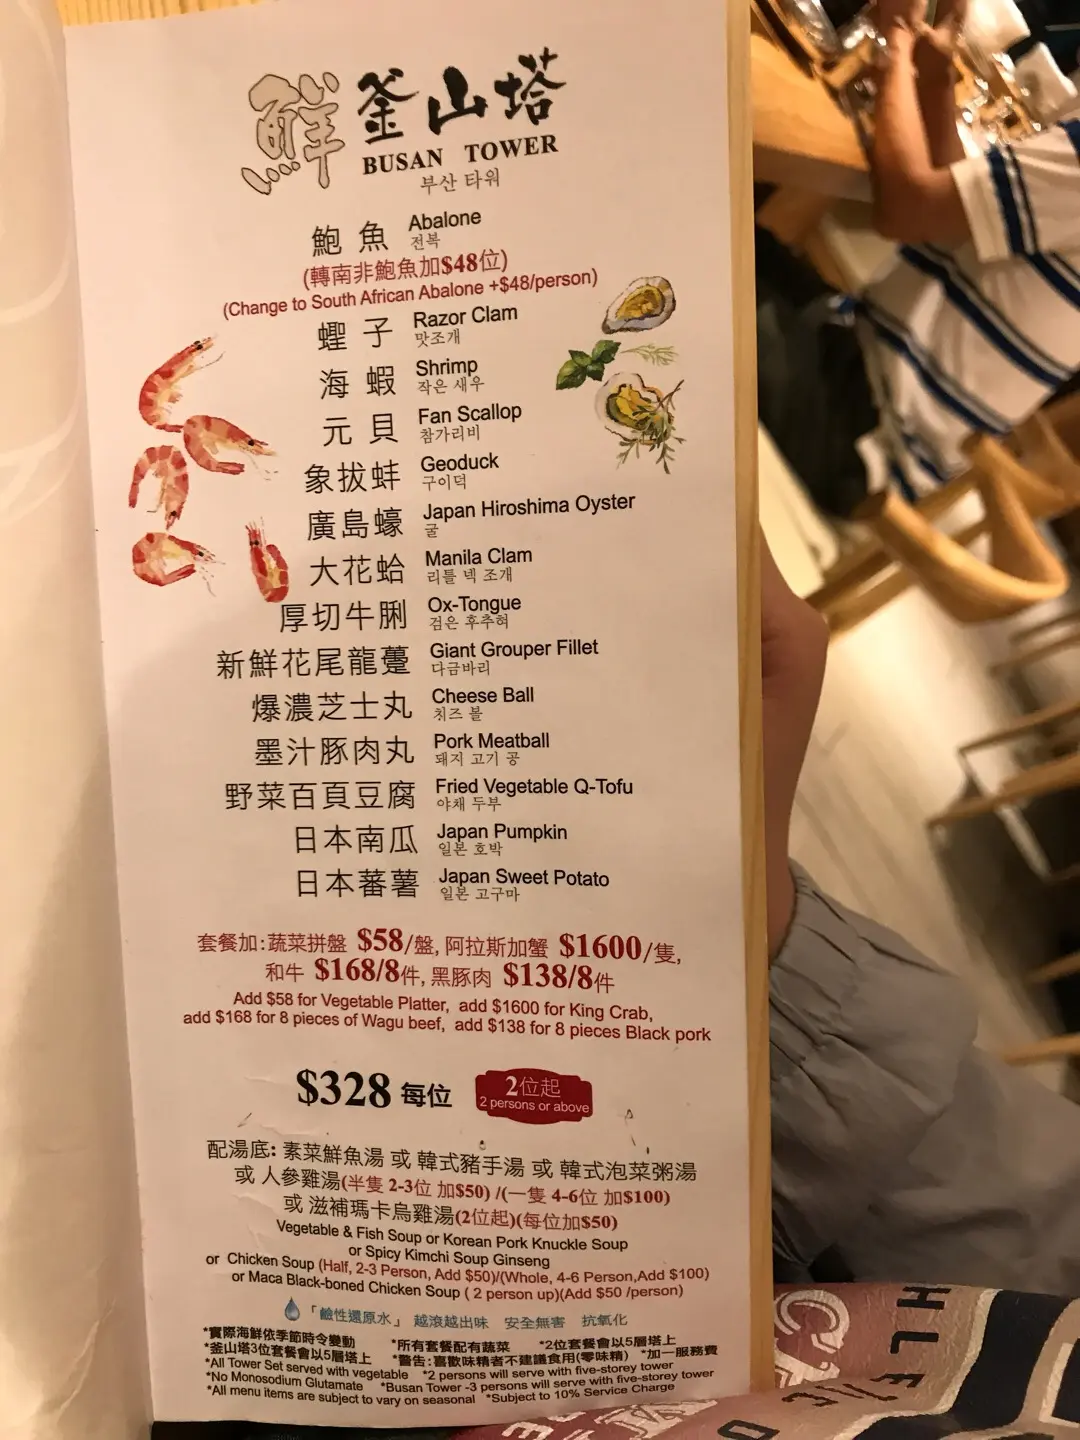 鮮 釜山塔
BUSAN TOWER
부산 타워
鮑魚 Abalone
전복
(轉南非鮑魚加$48位)
(Change to South African Abalone +$48/person)
蟶子 Razor Clam
맛조개
海蝦 Shrimp
작은 새우
元貝 Fan Scallop
참가리비
象拔蚌 Geoduck
구이덕
廣島蠔 Japan Hiroshima Oyster
굴
大花蛤 Manila Clam
리틀 넥 조개
厚切牛脷 Ox-Tongue
검은 후추혀
新鮮花尾龍躉 Giant Grouper Fillet
다금바리
爆濃芝士丸 Cheese Ball
치즈 볼
墨汁豚肉丸 Pork Meatball
돼지 고기 공
野菜百頁豆腐 Fried Vegetable Q-Tofu
야채 두부
日本南瓜 Japan Pumpkin
일본 호박
日本蕃薯 Japan Sweet Potato
일본 고구마
套餐加:蔬菜拼盤 $58/盤, 阿拉斯加蟹 $1600/隻,
和牛 $168/8件, 黑豚肉 $138/8件
Add $58 for Vegetable Platter, add $1600 for King Crab,
add $168 for 8 pieces of Wagu beef, add $138 for 8 pieces Black pork
$328 每位 2位起
2 persons or above
配湯底: 素菜鮮魚湯 或 韓式豬手湯 或 韓式泡菜粥湯
或 人參雞湯(半隻 2-3位 加$50) /(一隻 4-6位 加$100)
或 滋補瑪卡烏雞湯(2位起)(每位加$50)
Vegetable & Fish Soup or Korean Pork Knuckle Soup
or Spicy Kimchi Soup Ginseng
or Chicken Soup (Half, 2-3 Person, Add $50)/(Whole, 4-6 Person,Add $100)
or Maca Black-boned Chicken Soup ( 2 person up)(Add $50 /person)
「鹼性還原水」 越滾越出味 安全無害 抗氧化
*實際海鮮依季節時令變動 *所有套餐配有蔬菜 *2位套餐會以5層塔上
*釜山塔3位套餐會以5層塔上 *警告:喜歡味精者不建議食用(零味精) *加一服務費
*All Tower Set served with vegetable *2 persons will serve with five-storey tower
*No Monosodium Glutamate *Busan Tower -3 persons will serve with five-storey tower
*All menu items are subject to vary on seasonal *Subject to 10% Service Charge